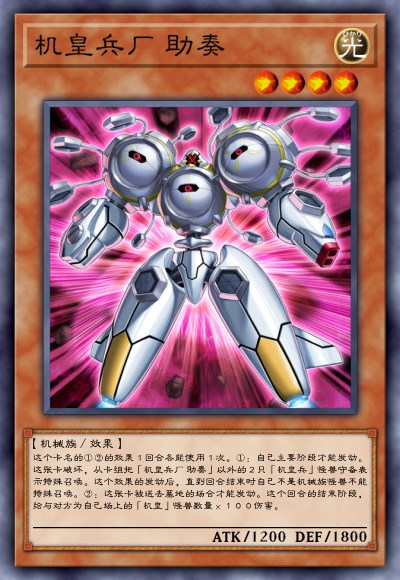 机皇兵厂 助奏
光
ひかり
【机械族／效果】
这个卡名的①②的效果1回合各能使用1次。①：自己主要阶段才能发动。
这张卡破坏，从卡组把「机皇兵厂 助奏」以外的2只「机皇兵」怪兽守备表
示特殊召唤。这个效果的发动后，直到回合结束时自己不是机械族怪兽不能
特殊召唤。②：这张卡被送去墓地的场合才能发动。这个回合的结束阶段，
给与对方为自己场上的「机皇」怪兽数量×１００伤害。
ATK/1200 DEF/1800